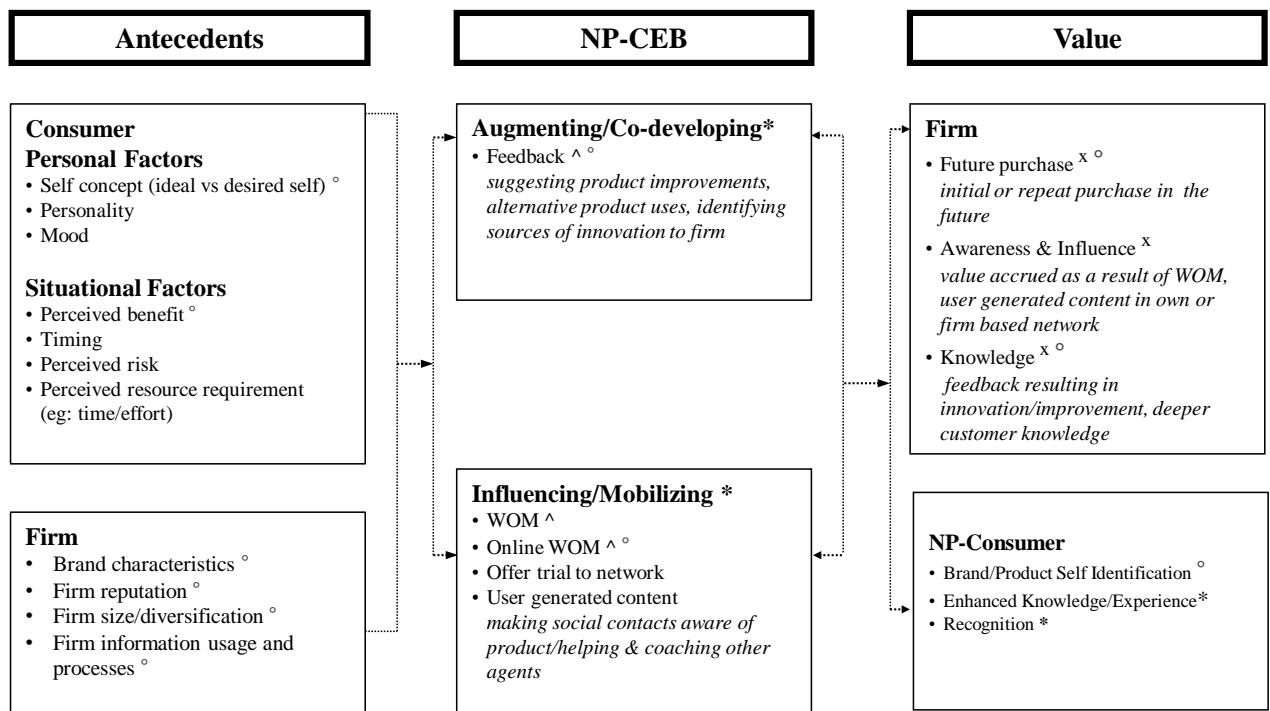 Antecedents
NP-CEB
Value
Consumer
Personal Factors
• Self concept (ideal vs desired self) °
• Personality
• Mood
Situational Factors
• Perceived benefit °
• Timing
• Perceived risk
• Perceived resource requirement
(eg: time/effort)
Firm
• Brand characteristics °
• Firm reputation °
• Firm size/diversification °
• Firm information usage and
processes °
Augmenting/Co-developing*
• Feedback ^ °
suggesting product improvements,
alternative product uses, identifying
sources of innovation to firm
Influencing/Mobilizing *
• WOM ^
• Online WOM ^ °
• Offer trial to network
• User generated content
making social contacts aware of
product/helping & coaching other
agents
Firm
• Future purchase x °
initial or repeat purchase in the
future
• Awareness & Influence x
value accrued as a result of WOM,
user generated content in own or
firm based network
• Knowledge x °
feedback resulting in
innovation/improvement, deeper
customer knowledge
NP-Consumer
• Brand/Product Self Identification °
• Enhanced Knowledge/Experience*
• Recognition *